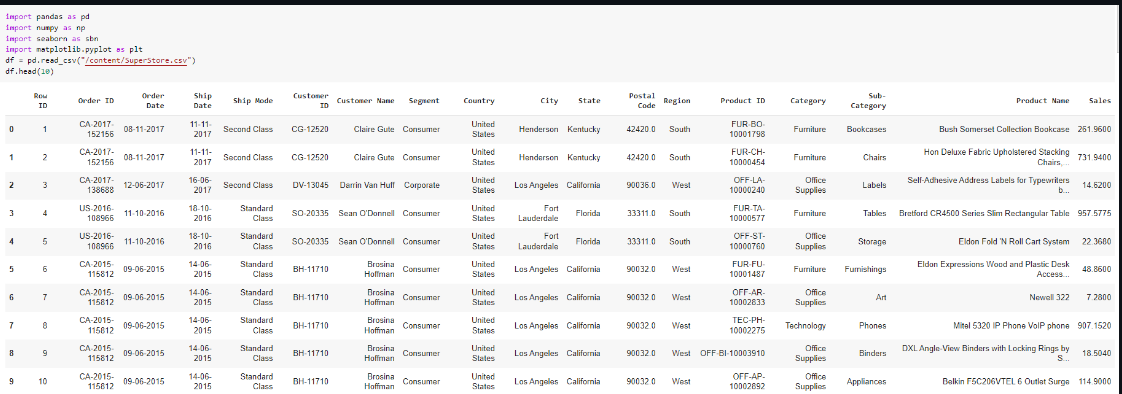 import pandas as pd
import numpy as np
import seaborn as sbn
import matplotlib.pyplot as plt
df = pd.read_csv("/content/SuperStore.csv")
df.head(10)
Row ID Order ID Order Date Ship Date Ship Mode Customer ID Customer Name Segment Country City State Postal Code Region Product ID Category Sub-Category Product Name Sales
0 1 CA-2017-152156 08-11-2017 11-11-2017 Second Class CG-12520 Claire Gute Consumer United States Henderson Kentucky 42420.0 South FUR-BO-10001798 Furniture Bookcases Bush Somerset Collection Bookcase 261.9600
1 2 CA-2017-152156 08-11-2017 11-11-2017 Second Class CG-12520 Claire Gute Consumer United States Henderson Kentucky 42420.0 South FUR-CH-10000454 Furniture Chairs Hon Deluxe Fabric Upholstered Stacking Chairs,... 731.9400
2 3 CA-2017-138688 12-06-2017 16-06-2017 Second Class DV-13045 Darrin Van Huff Corporate United States Los Angeles California 90036.0 West OFF-LA-10000240 Office Supplies Labels Self-Adhesive Address Labels for Typewriters b... 14.6200
3 4 US-2016-108966 11-10-2016 18-10-2016 Standard Class SO-20335 Sean O'Donnell Consumer United States Fort Lauderdale Florida 33311.0 South FUR-TA-10000577 Furniture Tables Bretford CR4500 Series Slim Rectangular Table 957.5775
4 5 US-2016-108966 11-10-2016 18-10-2016 Standard Class SO-20335 Sean O'Donnell Consumer United States Fort Lauderdale Florida 33311.0 South OFF-ST-10000760 Office Supplies Storage Eldon Fold 'N Roll Cart System 22.3680
5 6 CA-2015-115812 09-06-2015 14-06-2015 Standard Class BH-11710 Brosina Hoffman Consumer United States Los Angeles California 90032.0 West FUR-FU-10001487 Furniture Furnishings Eldon Expressions Wood and Plastic Desk Access... 48.8600
6 7 CA-2015-115812 09-06-2015 14-06-2015 Standard Class BH-11710 Brosina Hoffman Consumer United States Los Angeles California 90032.0 West OFF-AR-10002833 Office Supplies Art Newell 322 7.2800
7 8 CA-2015-115812 09-06-2015 14-06-2015 Standard Class BH-11710 Brosina Hoffman Consumer United States Los Angeles California 90032.0 West TEC-PH-10002275 Technology Phones Mitel 5320 IP Phone VoIP phone 907.1520
8 9 CA-2015-115812 09-06-2015 14-06-2015 Standard Class BH-11710 Brosina Hoffman Consumer United States Los Angeles California 90032.0 West OFF-BI-10003910 Office Supplies Binders DXL Angle-View Binders with Locking Rings by S... 18.5040
9 10 CA-2015-115812 09-06-2015 14-06-2015 Standard Class BH-11710 Brosina Hoffman Consumer United States Los Angeles California 90032.0 West OFF-AP-10002892 Office Supplies Appliances Belkin F5C206VTEL 6 Outlet Surge 114.9000